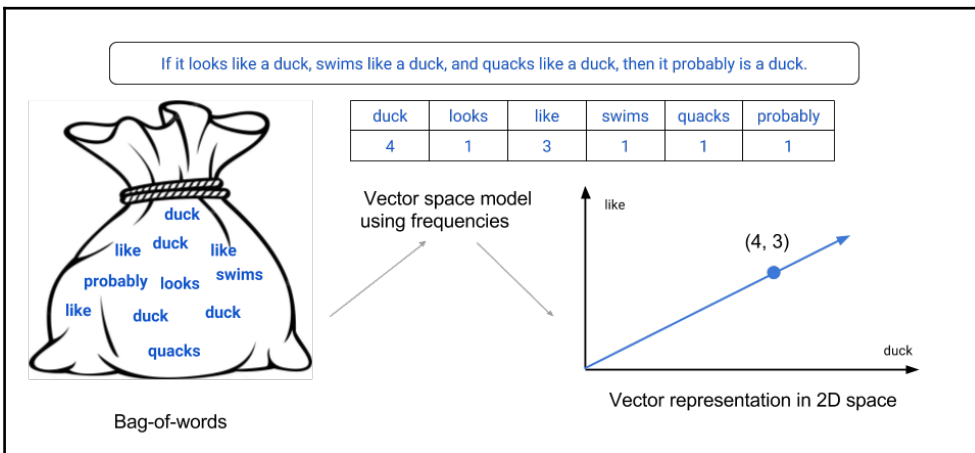 If it looks like a duck, swims like a duck, and quacks like a duck, then it probably is a duck.
duck looks like swims quacks probably
4 1 3 1 1 1
duck
like duck like
probably looks swims
like duck duck
quacks
Bag-of-words
Vector space model
using frequencies
like
(4, 3)
duck
Vector representation in 2D space